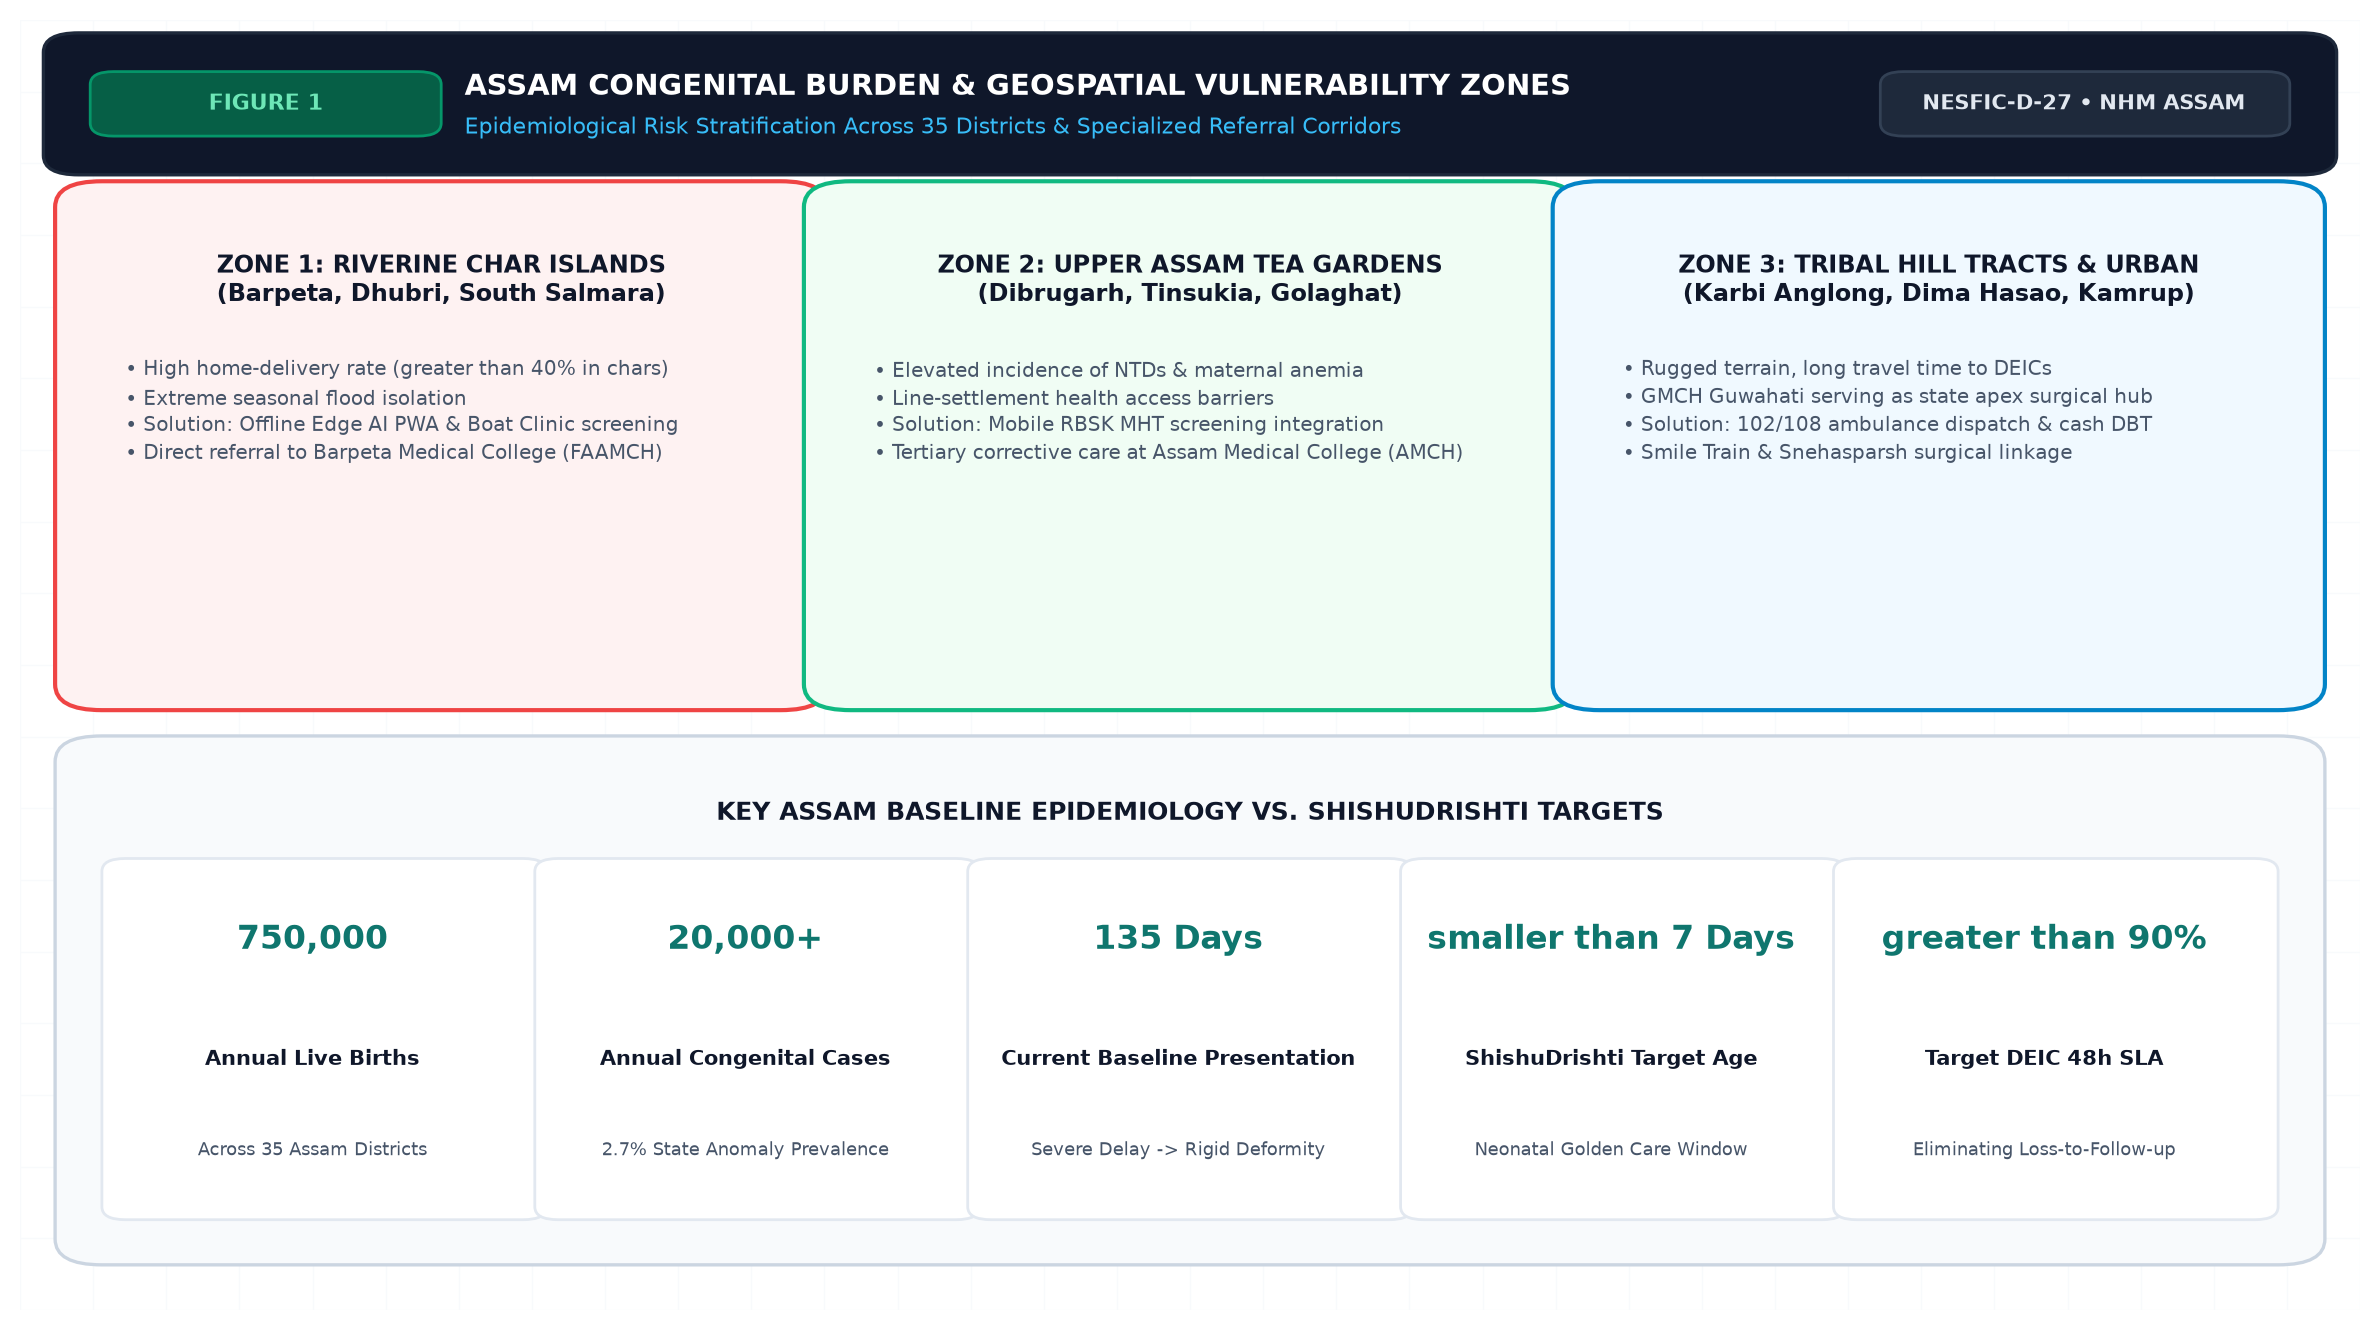 FIGURE 1
ASSAM CONGENITAL BURDEN & GEOSPATIAL VULNERABILITY ZONES
Epidemiological Risk Stratification Across 35 Districts & Specialized Referral Corridors
NESFIC-D-27 • NHM ASSAM
ZONE 1: RIVERINE CHAR ISLANDS
(Barpeta, Dhubri, South Salmara)
• High home-delivery rate (greater than 40% in chars)
• Extreme seasonal flood isolation
• Solution: Offline Edge AI PWA & Boat Clinic screening
• Direct referral to Barpeta Medical College (FAAMCH)
ZONE 2: UPPER ASSAM TEA GARDENS
(Dibrugarh, Tinsukia, Golaghat)
• Elevated incidence of NTDs & maternal anemia
• Line-settlement health access barriers
• Solution: Mobile RBSK MHT screening integration
• Tertiary corrective care at Assam Medical College (AMCH)
ZONE 3: TRIBAL HILL TRACTS & URBAN
(Karbi Anglong, Dima Hasao, Kamrup)
• Rugged terrain, long travel time to DEICs
• GMCH Guwahati serving as state apex surgical hub
• Solution: 102/108 ambulance dispatch & cash DBT
• Smile Train & Snehasparsh surgical linkage
KEY ASSAM BASELINE EPIDEMIOLOGY VS. SHISHUDRISHTI TARGETS
750,000
Annual Live Births
Across 35 Assam Districts
20,000+
Annual Congenital Cases
2.7% State Anomaly Prevalence
135 Days
Current Baseline Presentation
Severe Delay -> Rigid Deformity
smaller than 7 Days
ShishuDrishti Target Age
Neonatal Golden Care Window
greater than 90%
Target DEIC 48h SLA
Eliminating Loss-to-Follow-up